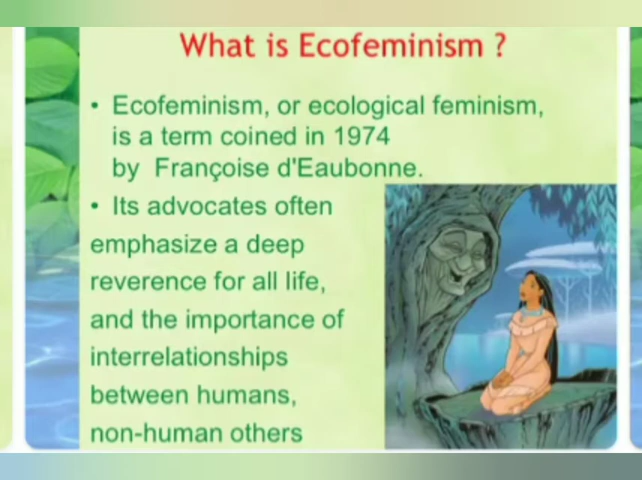 What is Ecofeminism ?
• Ecofeminism, or ecological feminism,
is a term coined in 1974
by Françoise d'Eaubonne.
• Its advocates often
emphasize a deep
reverence for all life,
and the importance of
interrelationships
between humans,
non-human others